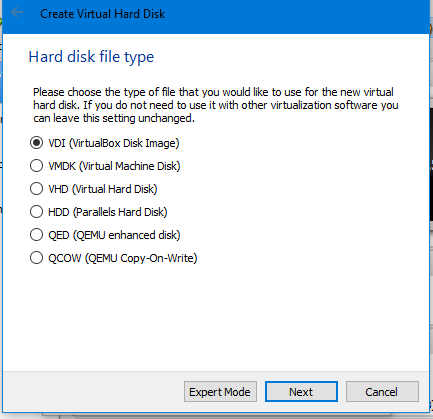 Create Virtual Hard Disk
Hard disk file type
Please choose the type of file that you would like to use for the new virtual
hard disk. If you do not need to use it with other virtualization software you
can leave this setting unchanged.
VDI (VirtualBox Disk Image)
VMDK (Virtual Machine Disk)
VHD (Virtual Hard Disk)
HDD (Parallels Hard Disk)
QED (QEMU enhanced disk)
QCOW (QEMU Copy-On-Write)
Expert Mode Next Cancel